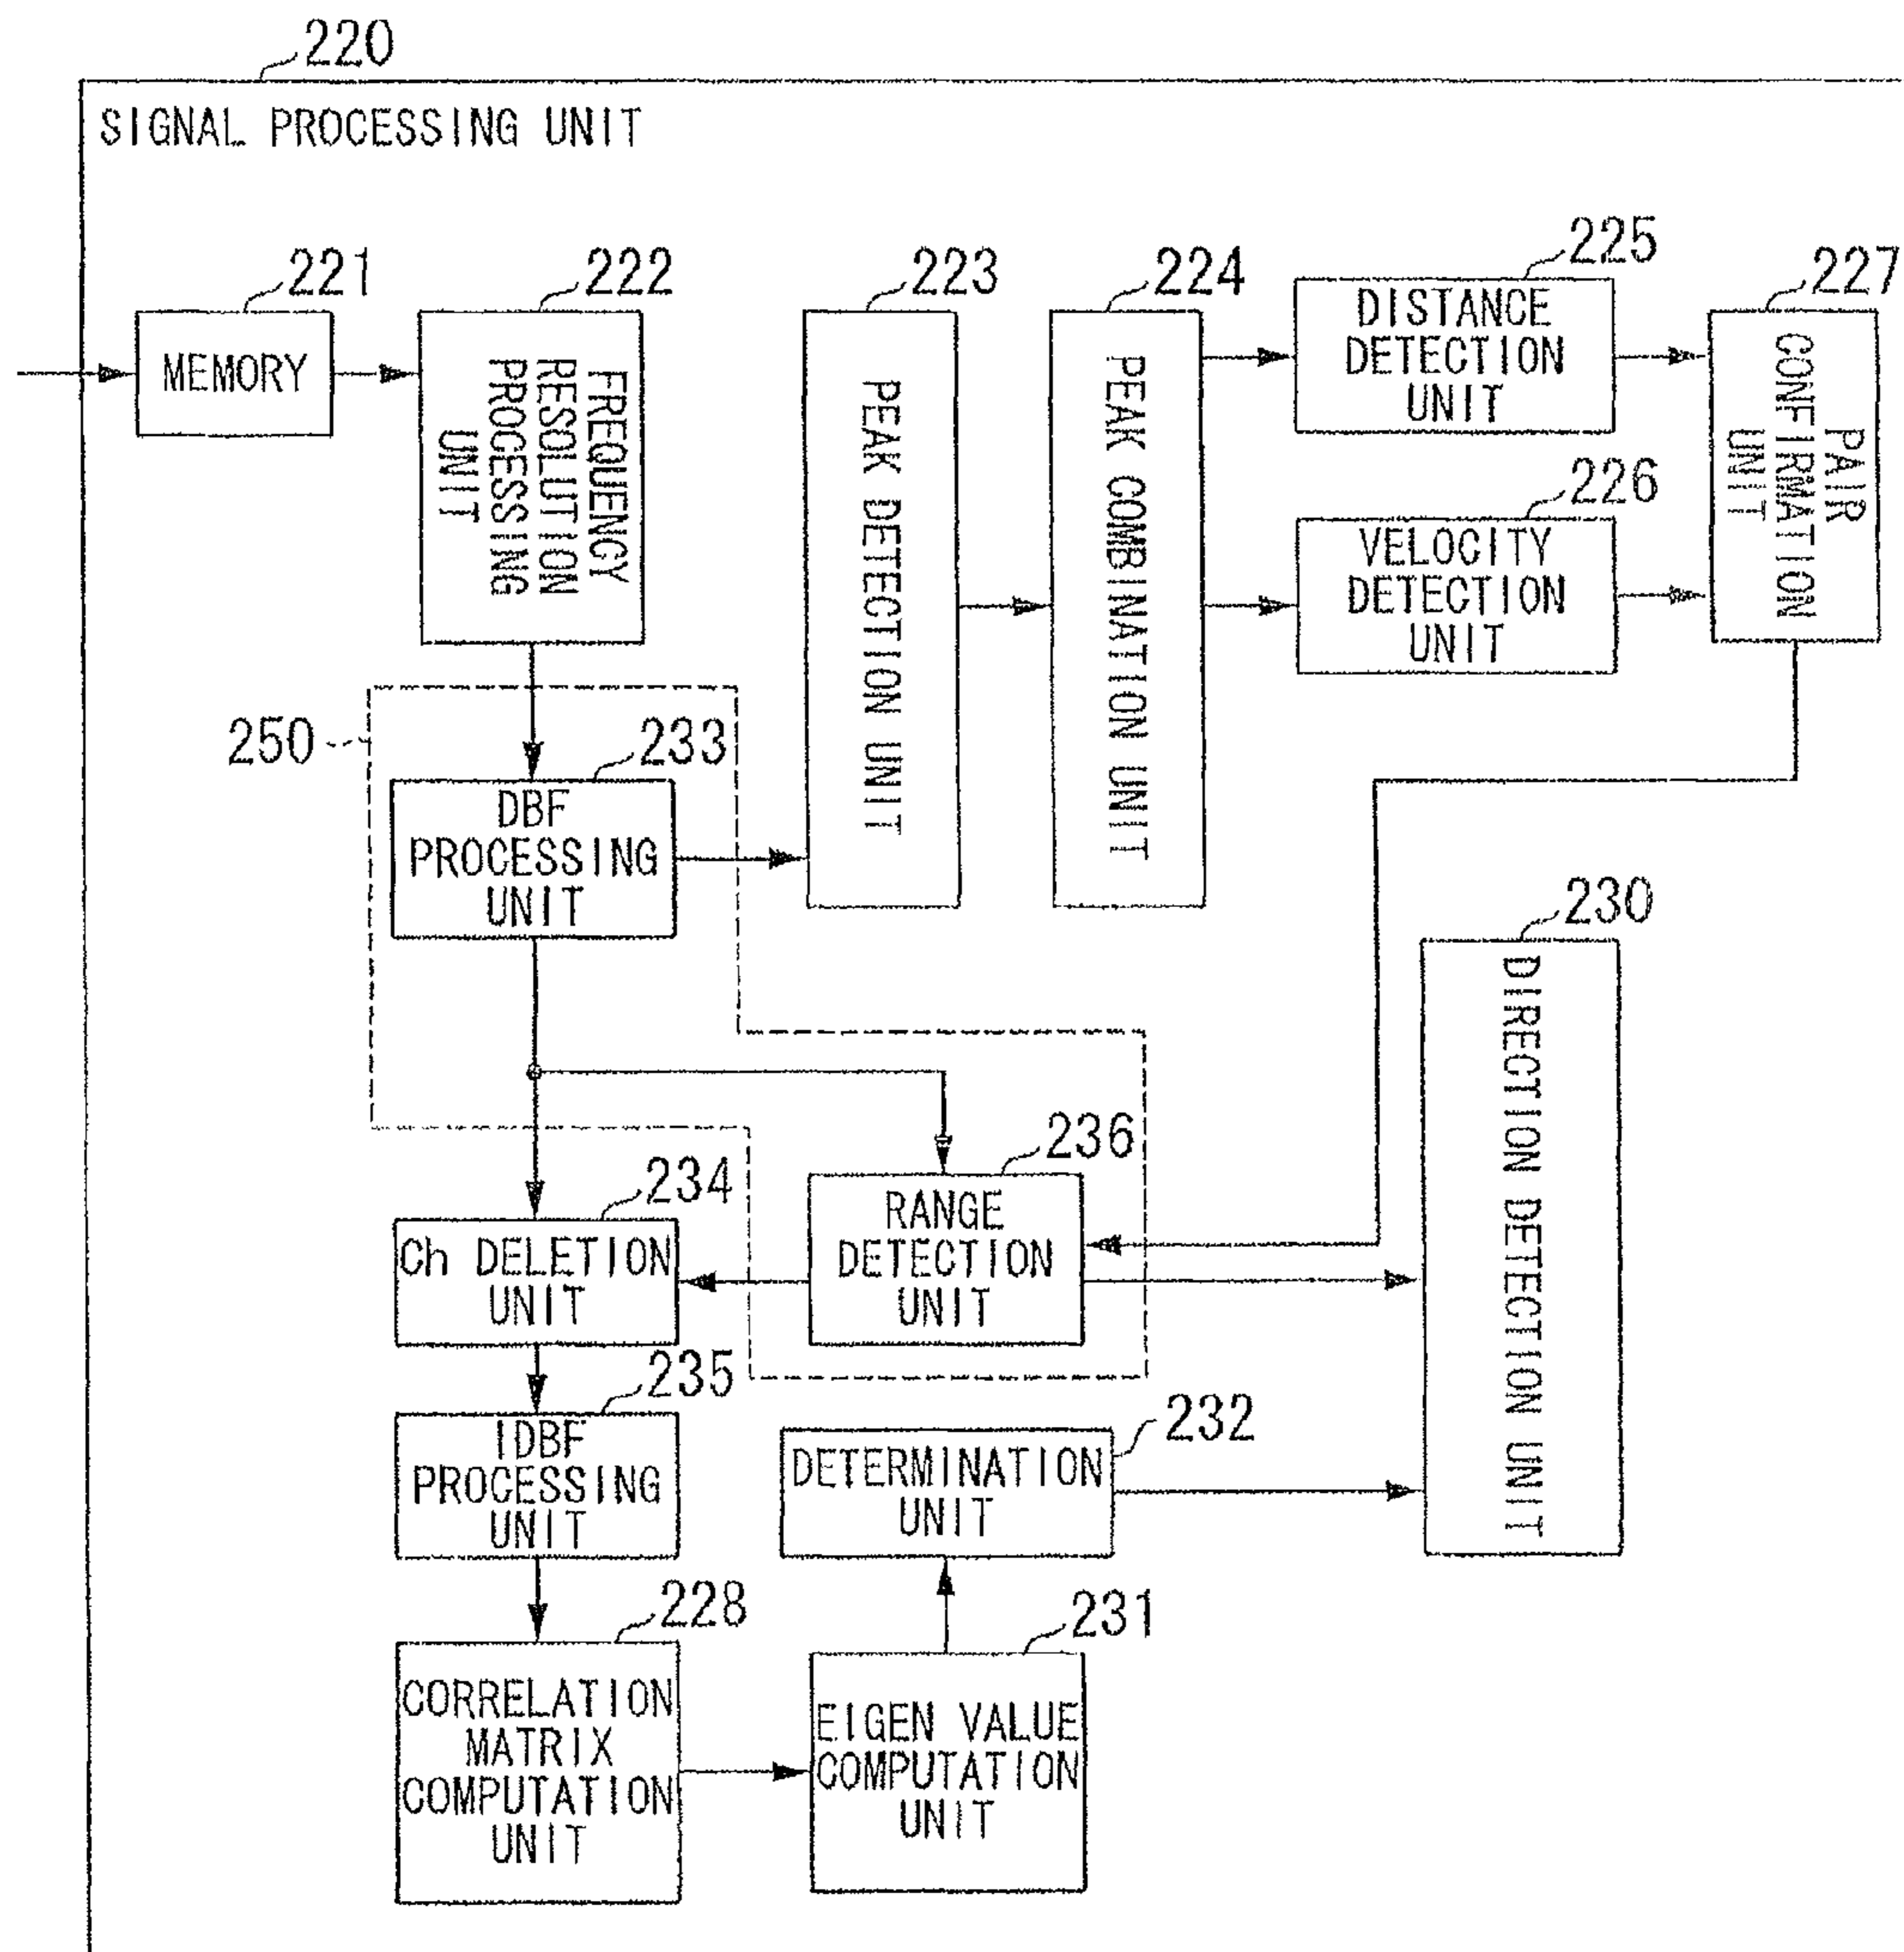 220
SIGNAL PROCESSING UNIT
221
MEMORY
222
FREQUENCY
RESOLUTION
PROCESSING
UNIT
223
PEAK DETECTION UNIT
224
PEAK COMBINATION UNIT
225
DISTANCE
DETECTION
UNIT
226
VELOCITY
DETECTION
UNIT
227
PAIR
CONFIRMATION
UNIT
250
233
DBF
PROCESSING
UNIT
230
DIRECTION DETECTION UNIT
234
Ch DELETION
UNIT
236
RANGE
DETECTION
UNIT
235
IDBF
PROCESSING
UNIT
232
DETERMINATION
UNIT
228
CORRELATION
MATRIX
COMPUTATION
UNIT
231
EIGEN VALUE
COMPUTATION
UNIT